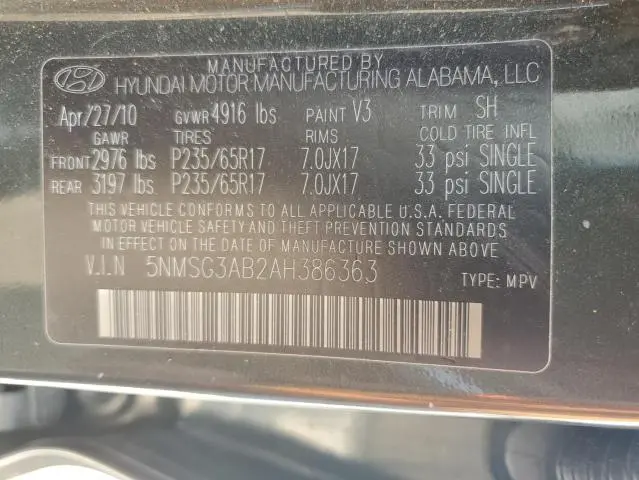 MANUFACTURED BY
HYUNDAI MOTOR MANUFACTURING ALABAMA, LLC
Apr/27/10 GVWR 4916 lbs PAINT V3 TRIM SH
GAWR TIRES RIMS COLD TIRE INFL
FRONT 2976 lbs P235/65R17 7.0JX17 33 psi SINGLE
REAR 3197 lbs P235/65R17 7.0JX17 33 psi SINGLE
THIS VEHICLE CONFORMS TO ALL APPLICABLE U.S.A. FEDERAL
MOTOR VEHICLE SAFETY AND THEFT PREVENTION STANDARDS
IN EFFECT ON THE DATE OF MANUFACTURE SHOWN ABOVE.
V.I.N 5NMSG3AB2AH386363 TYPE: MPV